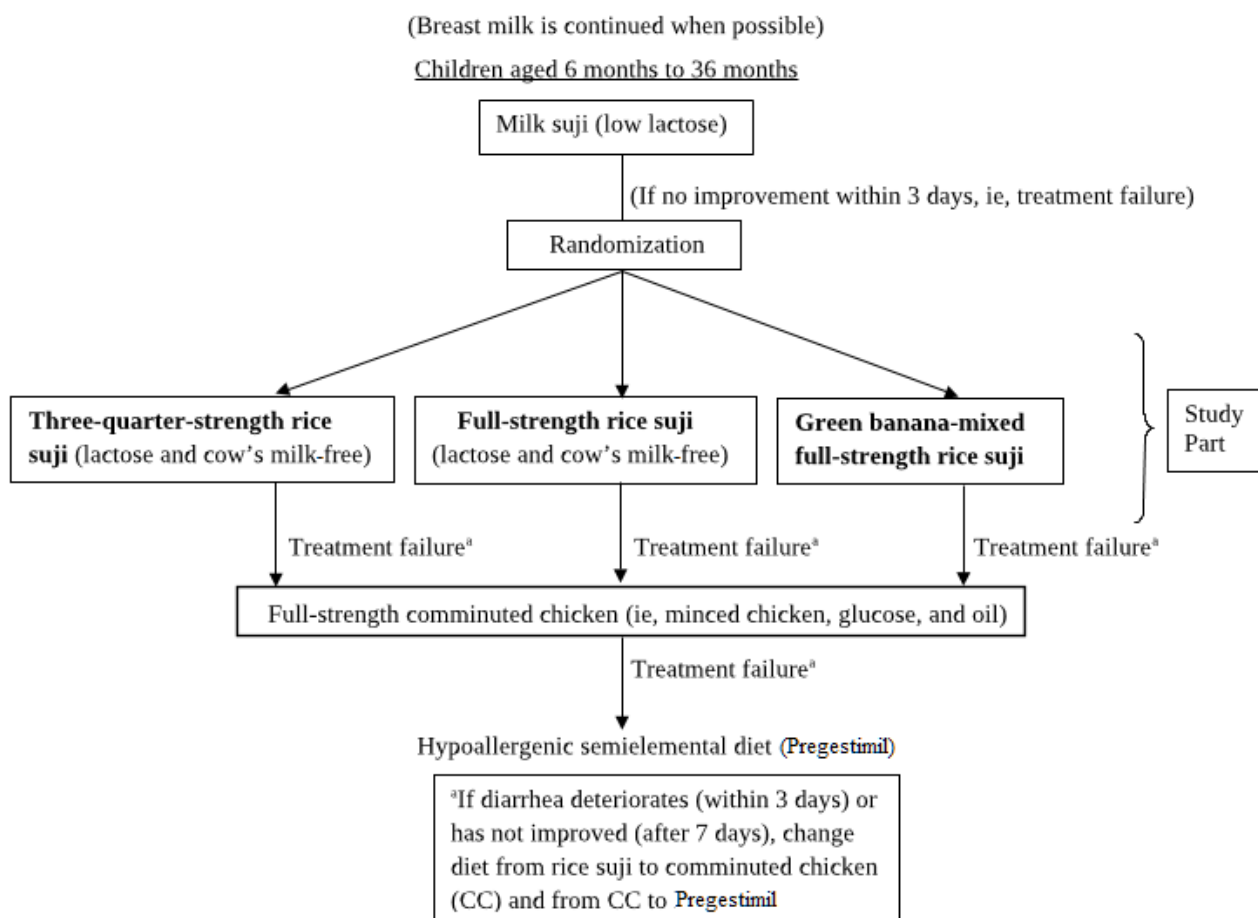 (Breast milk is continued when possible)
Children aged 6 months to 36 months
Milk suji (low lactose)
(If no improvement within 3 days, ie, treatment failure)
Randomization
Three-quarter-strength rice
suji (lactose and cow’s milk-free)
Full-strength rice suji
(lactose and cow’s milk-free)
Green banana-mixed
full-strength rice suji
Study
Part
Treatment failureᵃ
Treatment failureᵃ
Treatment failureᵃ
Full-strength comminuted chicken (ie, minced chicken, glucose, and oil)
Treatment failureᵃ
Hypoallergenic semielemental diet (Pregestimil)
ᵃIf diarrhea deteriorates (within 3 days) or
has not improved (after 7 days), change
diet from rice suji to comminuted chicken
(CC) and from CC to Pregestimil